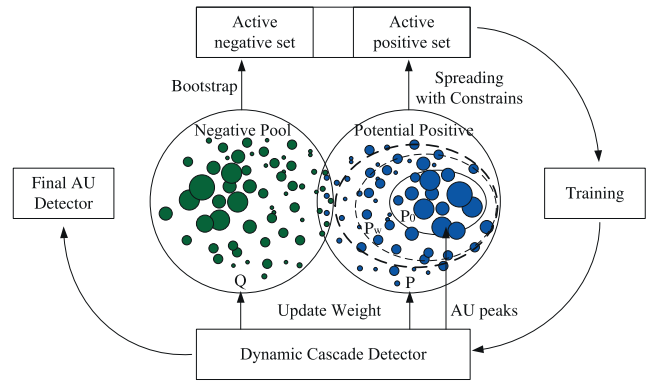 Active
negative set
Active
positive set
Bootstrap
Spreading
with Constrains
Negative Pool
Potential Positive
Final AU
Detector
Training
P0
Pw
Q
P
Update Weight
AU peaks
Dynamic Cascade Detector